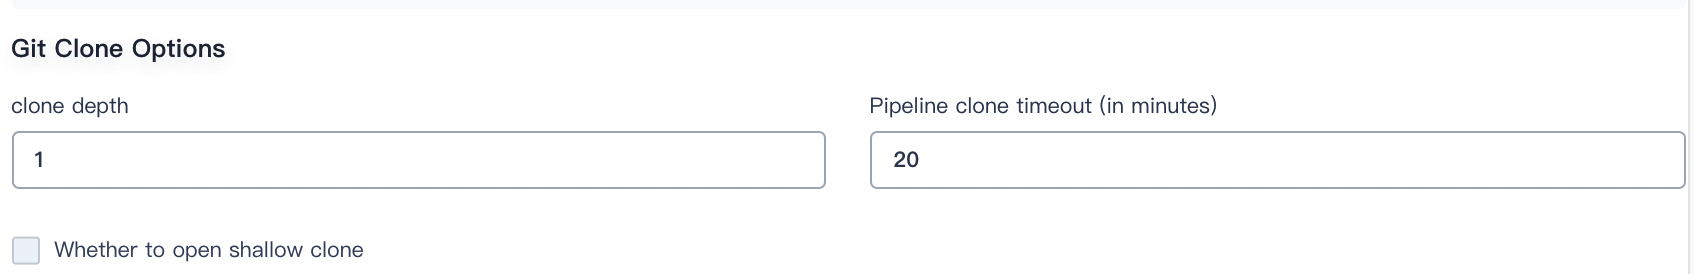 Git Clone Options
clone depth
Pipeline clone timeout (in minutes)
1
20
Whether to open shallow clone